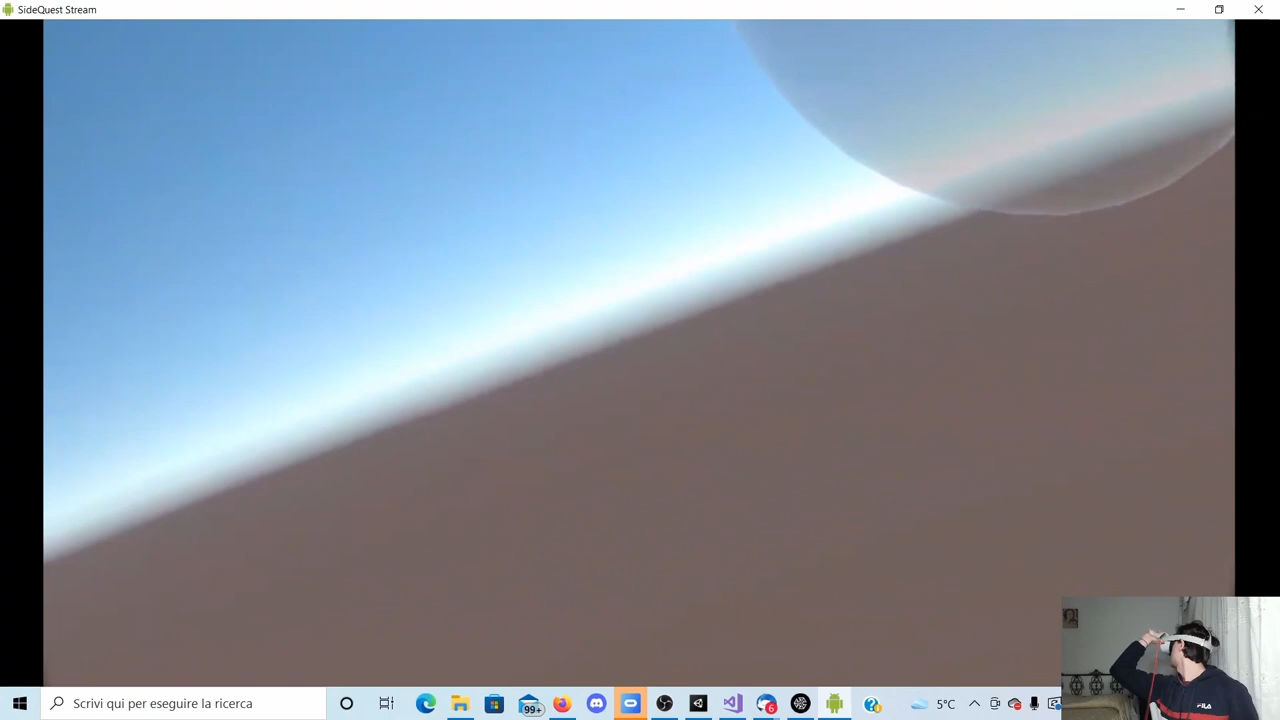 SideQuest Stream
Scrivi qui per eseguire la ricerca
99+
6
5°C
FILA